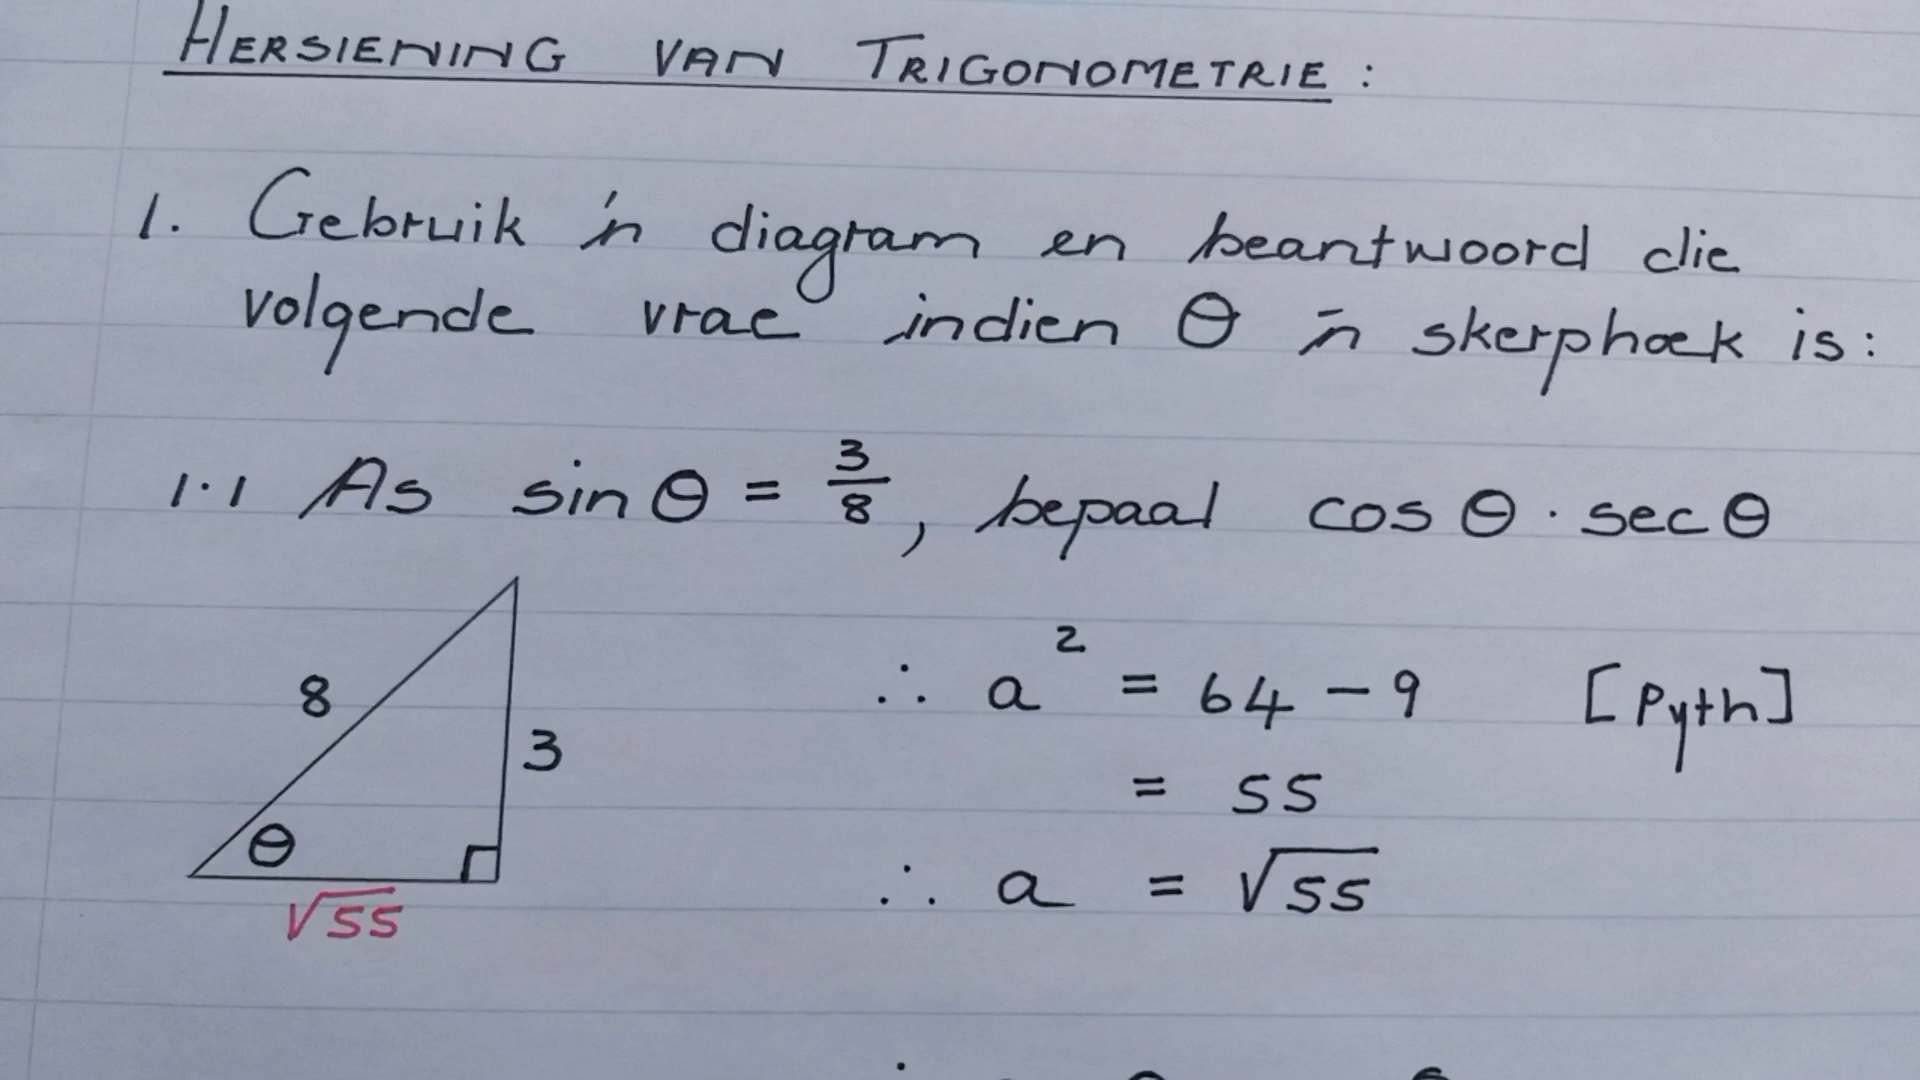 HERSIENING VAN TRIGONOMETRIE:
1. Gebruik 'n diagram en beantwoord die
volgende vrae indien θ 'n skerphoek is:
1.1 As sin θ = 3/8, bepaal cos θ . sec θ
8
3
θ
√55
∴ a² = 64 - 9 [Pyth]
= 55
∴ a = √55